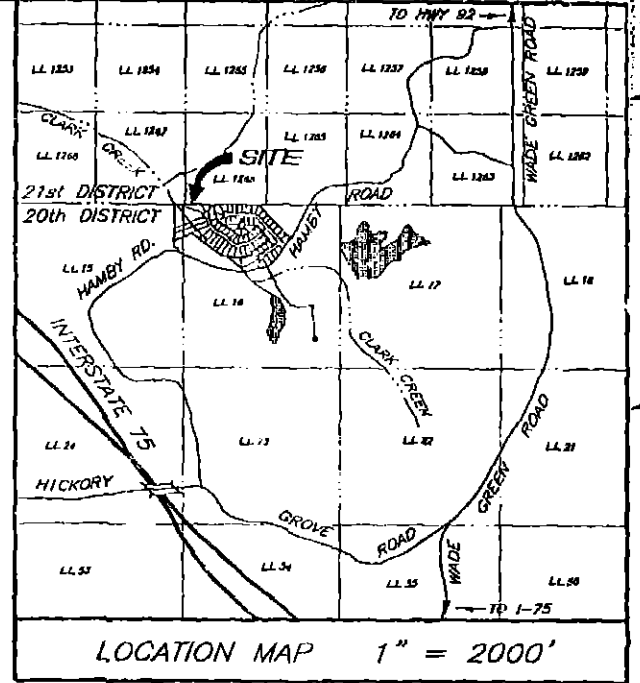 TO HWY 92
LL 1253
LL 1254
LL 1255
LL 1256
LL 1257
LL 1258
LL 1259
WADE GREEN ROAD
CLARK CREEK
LL 1267
LL 1268
LL 1265
LL 1264
LL 1263
LL 1262
SITE
21st DISTRICT
20th DISTRICT
HAMBY ROAD
HAMBY RD.
LL 15
LL 16
LL 17
LL 18
CLARK CREEK
INTERSTATE 75
LL 24
LL 23
LL 22
LL 21
HICKORY GROVE ROAD
WADE GREEN ROAD
LL 53
LL 54
LL 55
LL 56
TO I-75
LOCATION MAP 1" = 2000'